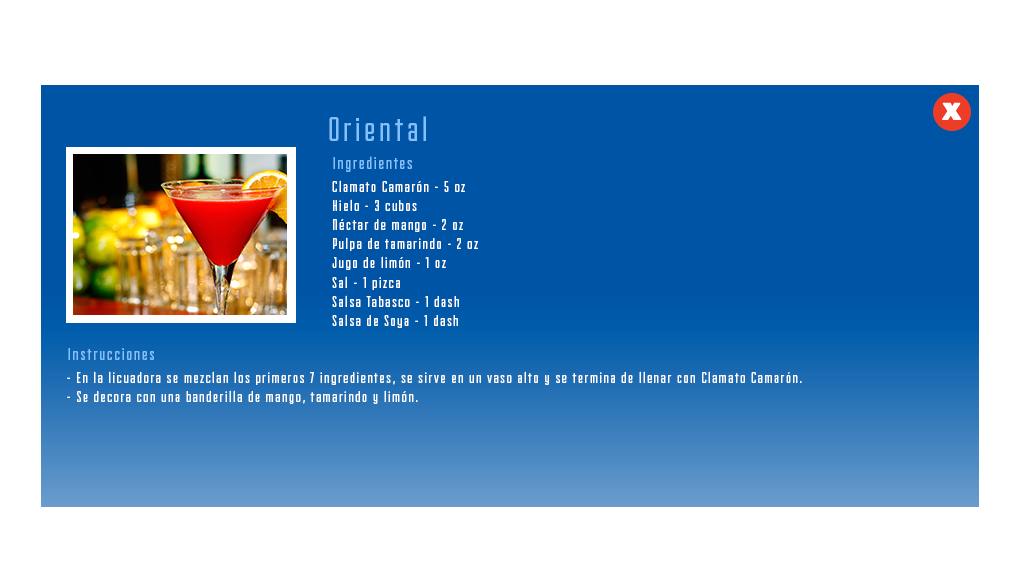 X
Oriental
Ingredientes
Clamato Camarón - 5 oz
Hielo - 3 cubos
Néctar de mango - 2 oz
Pulpa de tamarindo - 2 oz
Jugo de limón - 1 oz
Sal - 1 pizca
Salsa Tabasco - 1 dash
Salsa de Soya - 1 dash
Instrucciones
- En la licuadora se mezclan los primeros 7 ingredientes, se sirve en un vaso alto y se termina de llenar con Clamato Camarón.
- Se decora con una banderilla de mango, tamarindo y limón.